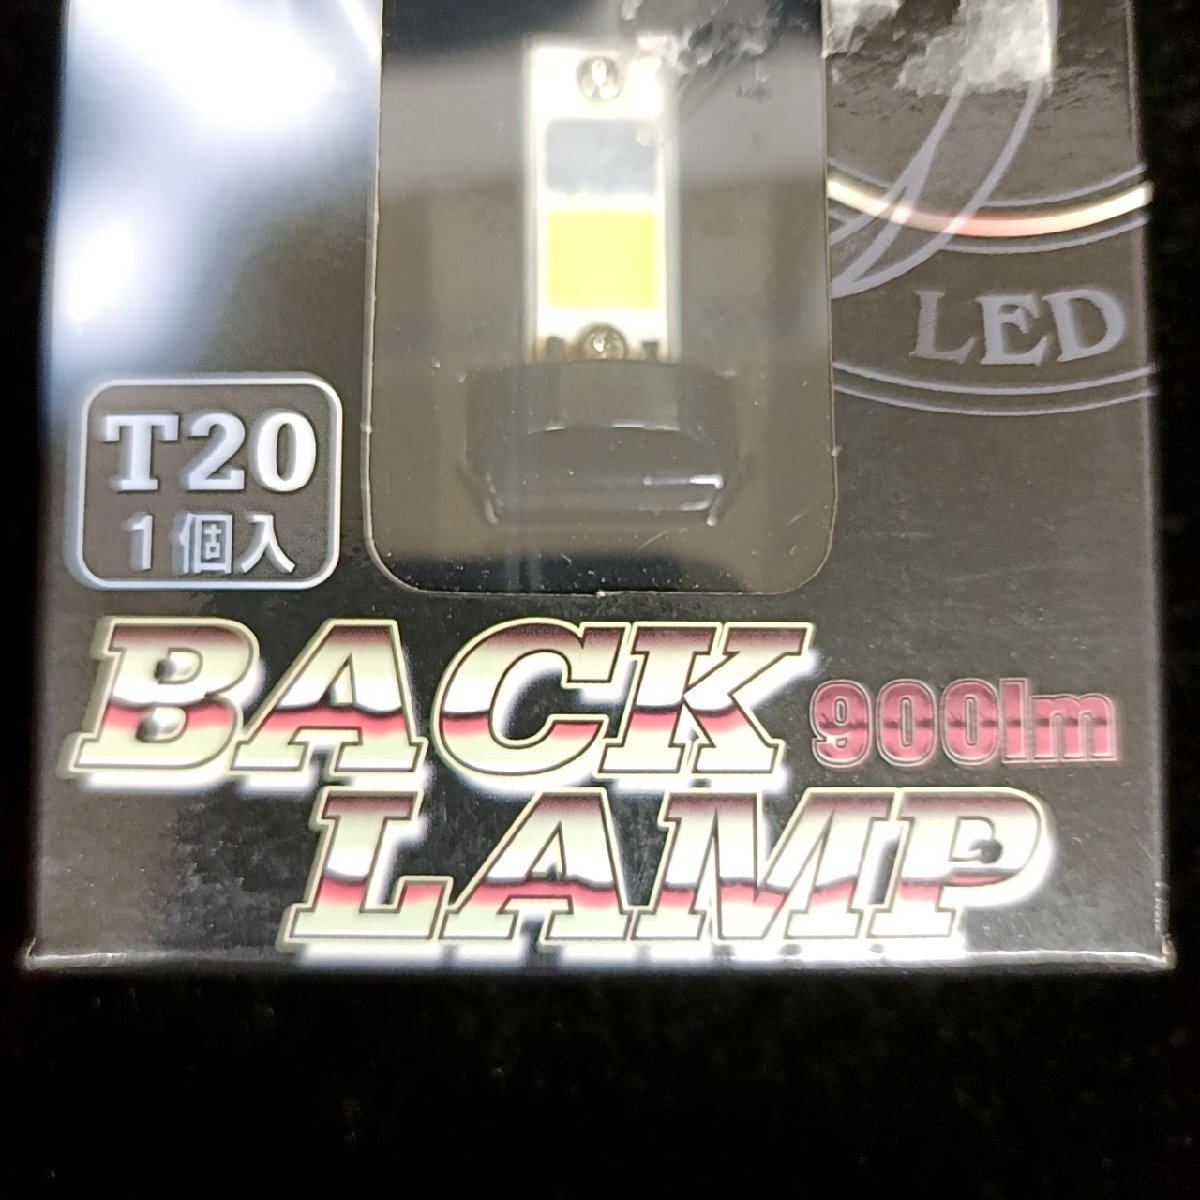 LED
T20
1個入
BACK
900lm
LAMP